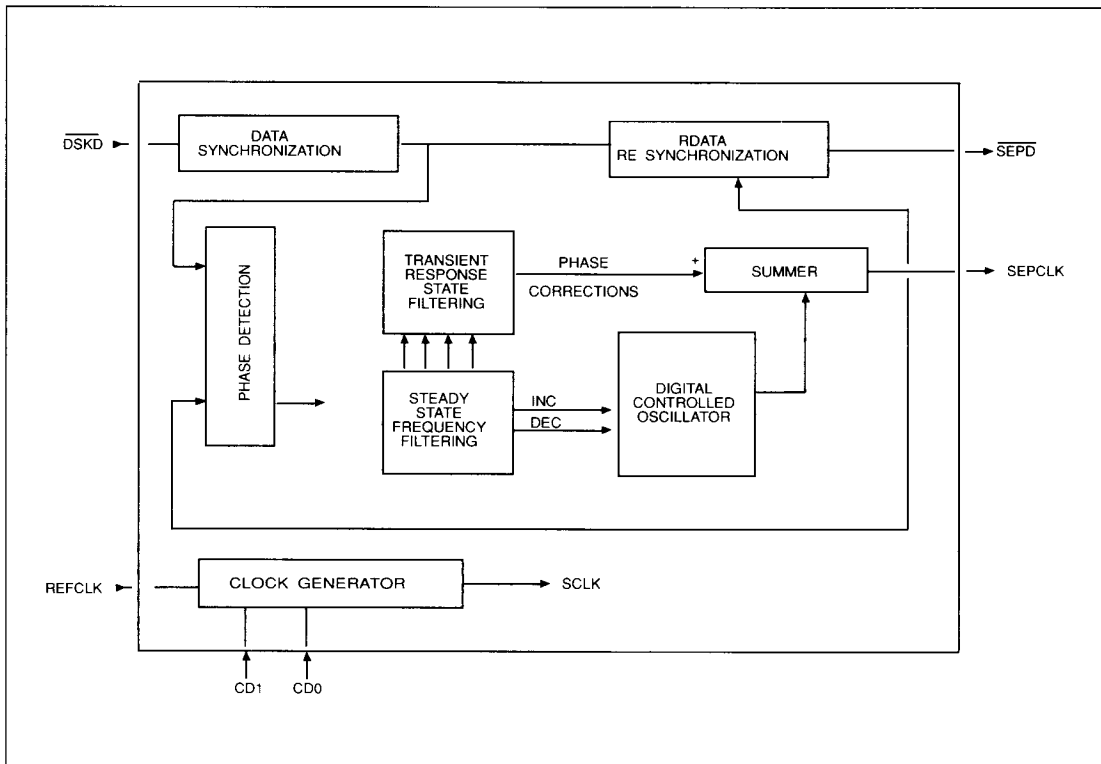 DSKD
DATA
SYNCHRONIZATION
RDATA
RE SYNCHRONIZATION
SEPD
PHASE DETECTION
TRANSIENT
RESPONSE
STATE
FILTERING
PHASE
CORRECTIONS
+
SUMMER
SEPCLK
STEADY
STATE
FREQUENCY
FILTERING
INC
DEC
DIGITAL
CONTROLLED
OSCILLATOR
REFCLK
CLOCK GENERATOR
SCLK
CD1
CD0